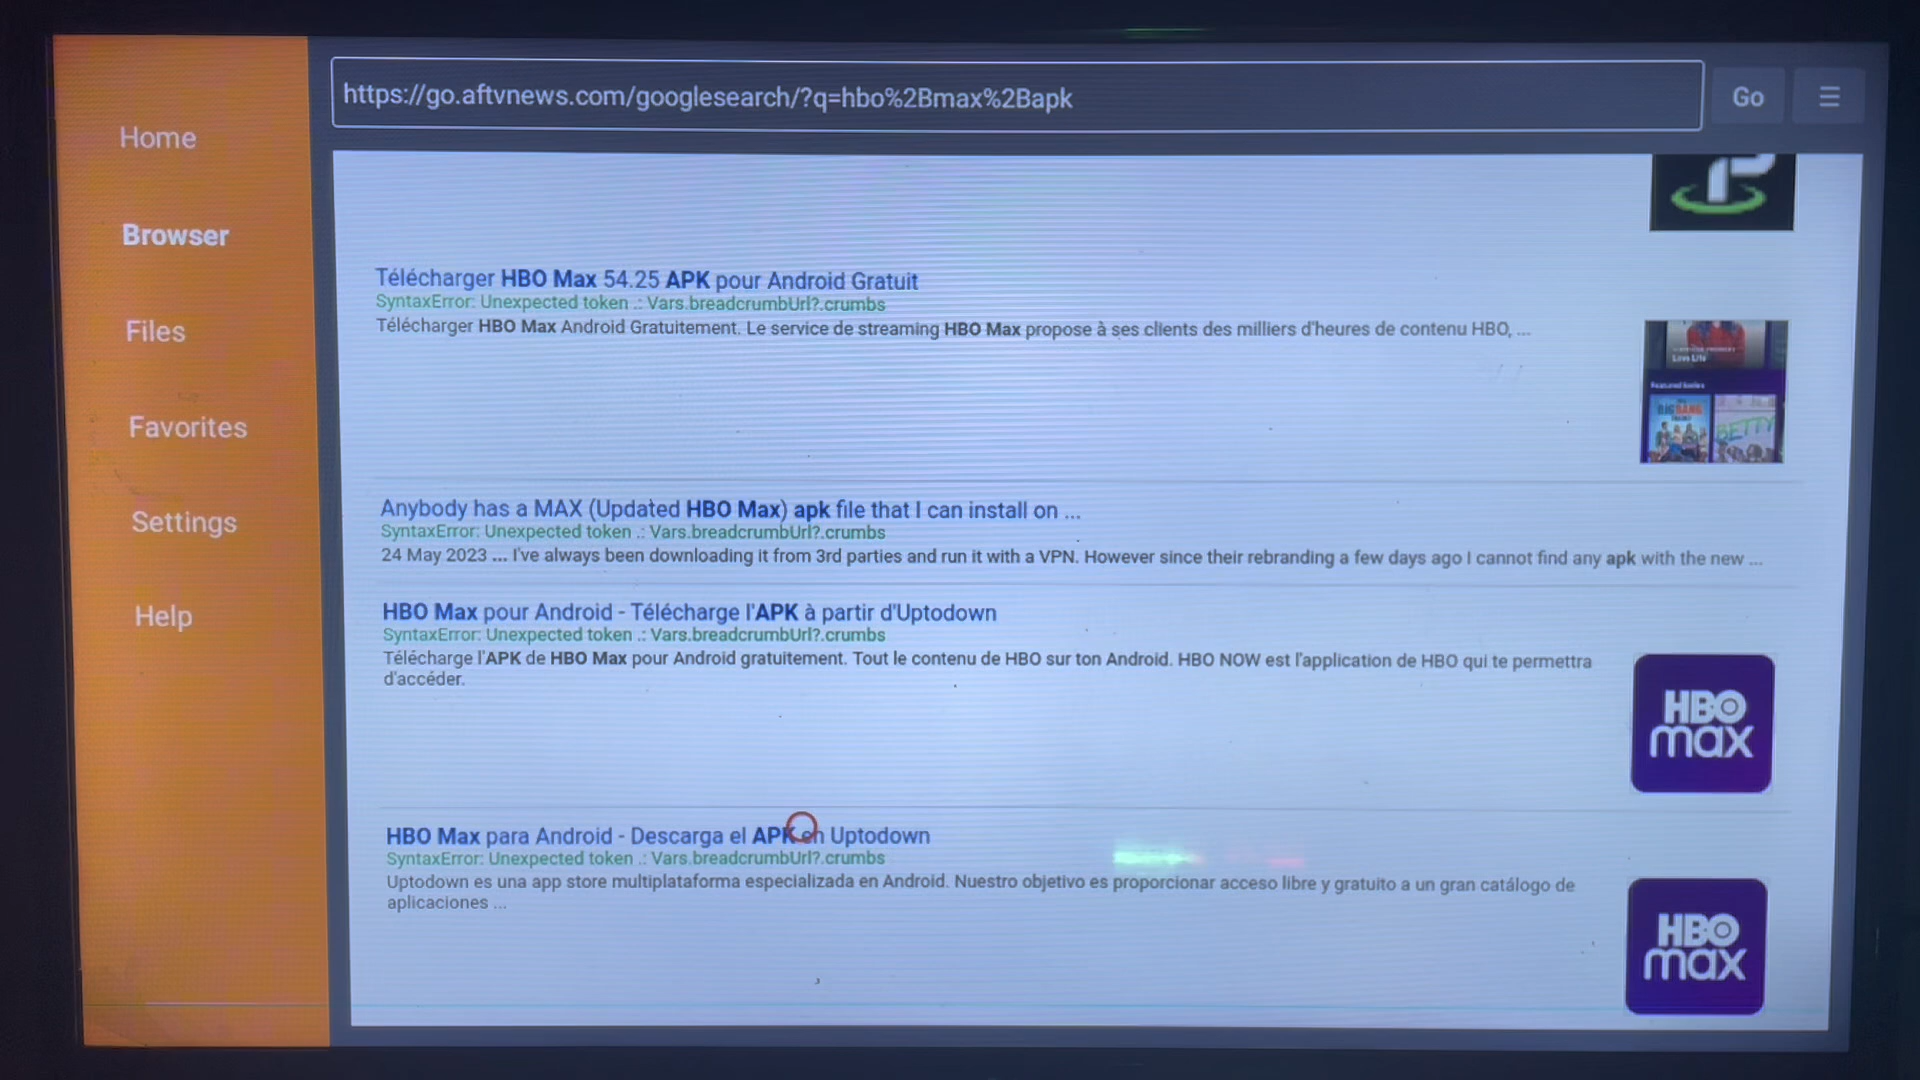 https://go.aftvnews.com/googlesearch/?q=hbo%2Bmax%2Bapk
Go
Home
Browser
Files
Favorites
Settings
Help
Télécharger HBO Max 54.25 APK pour Android Gratuit
SyntaxError: Unexpected token .: Vars.breadcrumbUrl?.crumbs
Télécharger HBO Max Android Gratuitement. Le service de streaming HBO Max propose à ses clients des milliers d'heures de contenu HBO, ...
Love Life
Featured Series
BIG BANG
BETTY
Anybody has a MAX (Updated HBO Max) apk file that I can install on ...
SyntaxError: Unexpected token .: Vars.breadcrumbUrl?.crumbs
24 May 2023 ... I've always been downloading it from 3rd parties and run it with a VPN. However since their rebranding a few days ago I cannot find any apk with the new ...
HBO Max pour Android - Télécharge l'APK à partir d'Uptodown
SyntaxError: Unexpected token .: Vars.breadcrumbUrl?.crumbs
Télécharge l'APK de HBO Max pour Android gratuitement. Tout le contenu de HBO sur ton Android. HBO NOW est l'application de HBO qui te permettra
d'accéder.
HBO
max
HBO Max para Android - Descarga el APK en Uptodown
SyntaxError: Unexpected token .: Vars.breadcrumbUrl?.crumbs
Uptodown es una app store multiplataforma especializada en Android. Nuestro objetivo es proporcionar acceso libre y gratuito a un gran catálogo de
aplicaciones ...
HBO
max